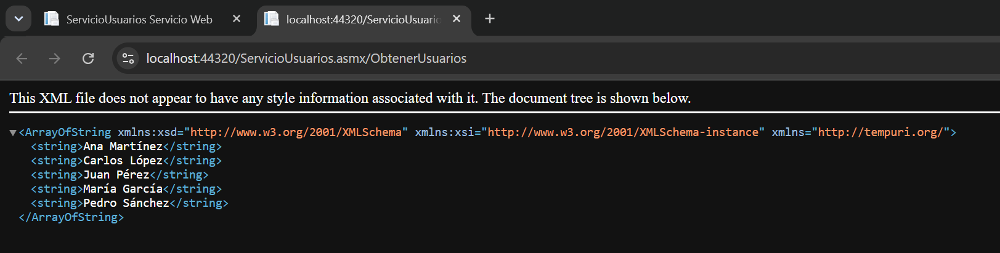 ServicioUsuarios Servicio Web
localhost:44320/ServicioUsuario
localhost:44320/ServicioUsuarios.asmx/ObtenerUsuarios
This XML file does not appear to have any style information associated with it. The document tree is shown below.
<ArrayOfString xmlns:xsd="http://www.w3.org/2001/XMLSchema" xmlns:xsi="http://www.w3.org/2001/XMLSchema-instance" xmlns="http://tempuri.org/">
<string>Ana Martínez</string>
<string>Carlos López</string>
<string>Juan Pérez</string>
<string>María García</string>
<string>Pedro Sánchez</string>
</ArrayOfString>